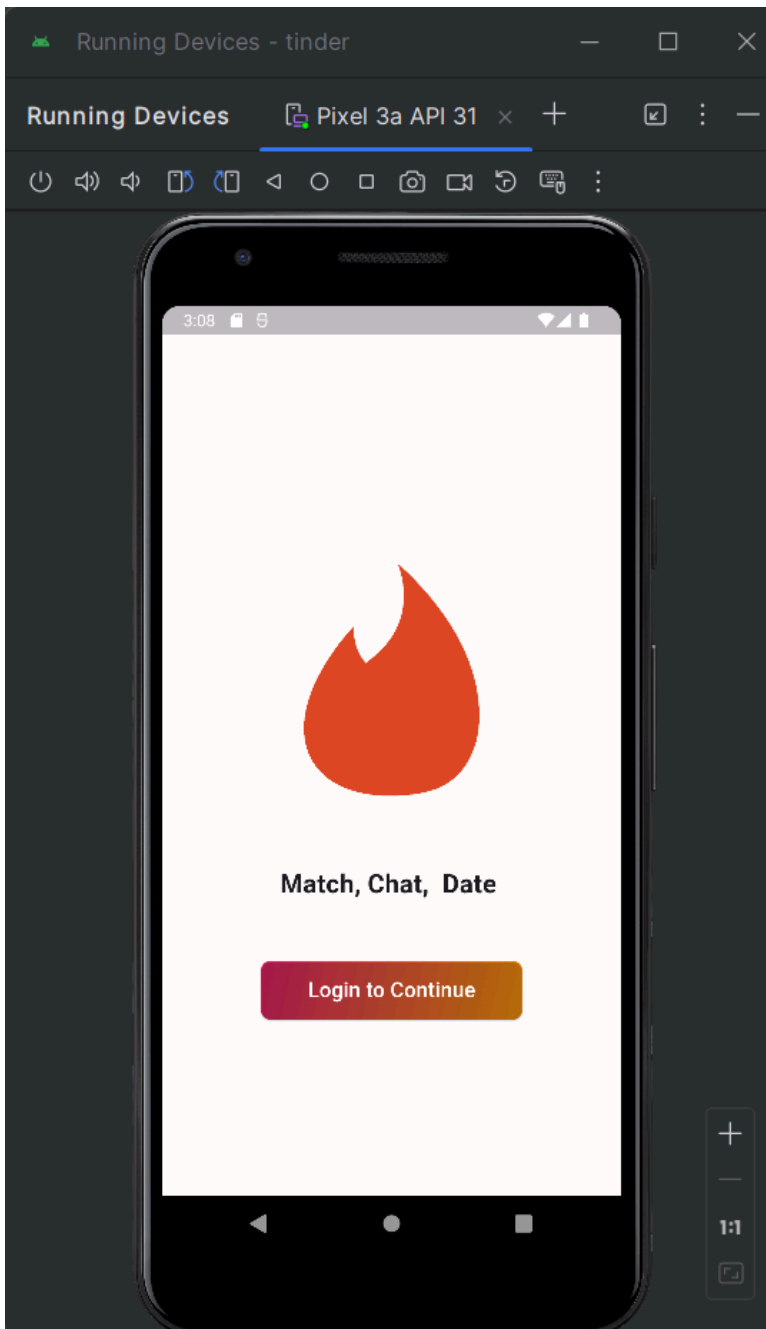 Running Devices - tinder
Running Devices Pixel 3a API 31
3:08
Match, Chat,  Date
Login to Continue
1:1